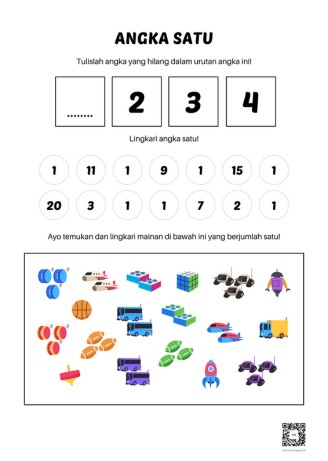 ANGKA SATU
Tulislah angka yang hilang dalam urutan angka ini!
........ 2 3 4
Lingkari angka satu!
1 11 1 9 1 15 1
20 3 1 1 7 2 1
Ayo temukan dan lingkari mainan di bawah ini yang berjumlah satu!